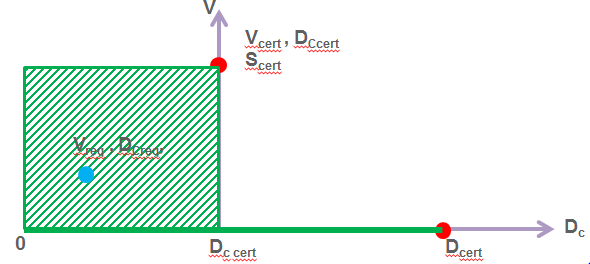 V
Vcert , DCcert
Scert
Vreq , DCreq,
Dc
0
Dc cert
Dcert